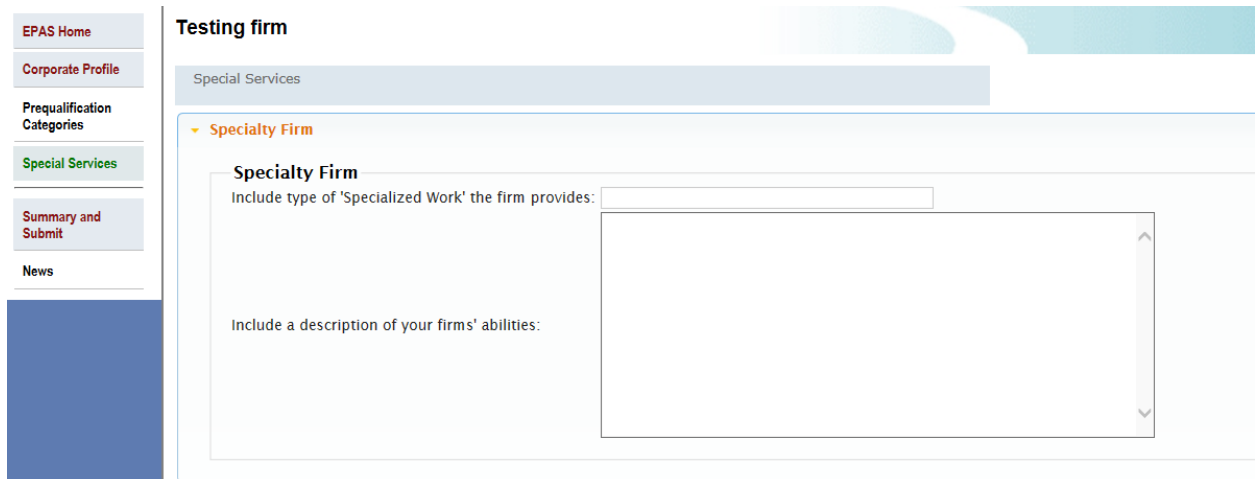 EPAS Home
Corporate Profile
Prequalification
Categories
Special Services
Summary and
Submit
News
Testing firm
Special Services
Specialty Firm
Specialty Firm
Include type of 'Specialized Work' the firm provides:
Include a description of your firms' abilities: